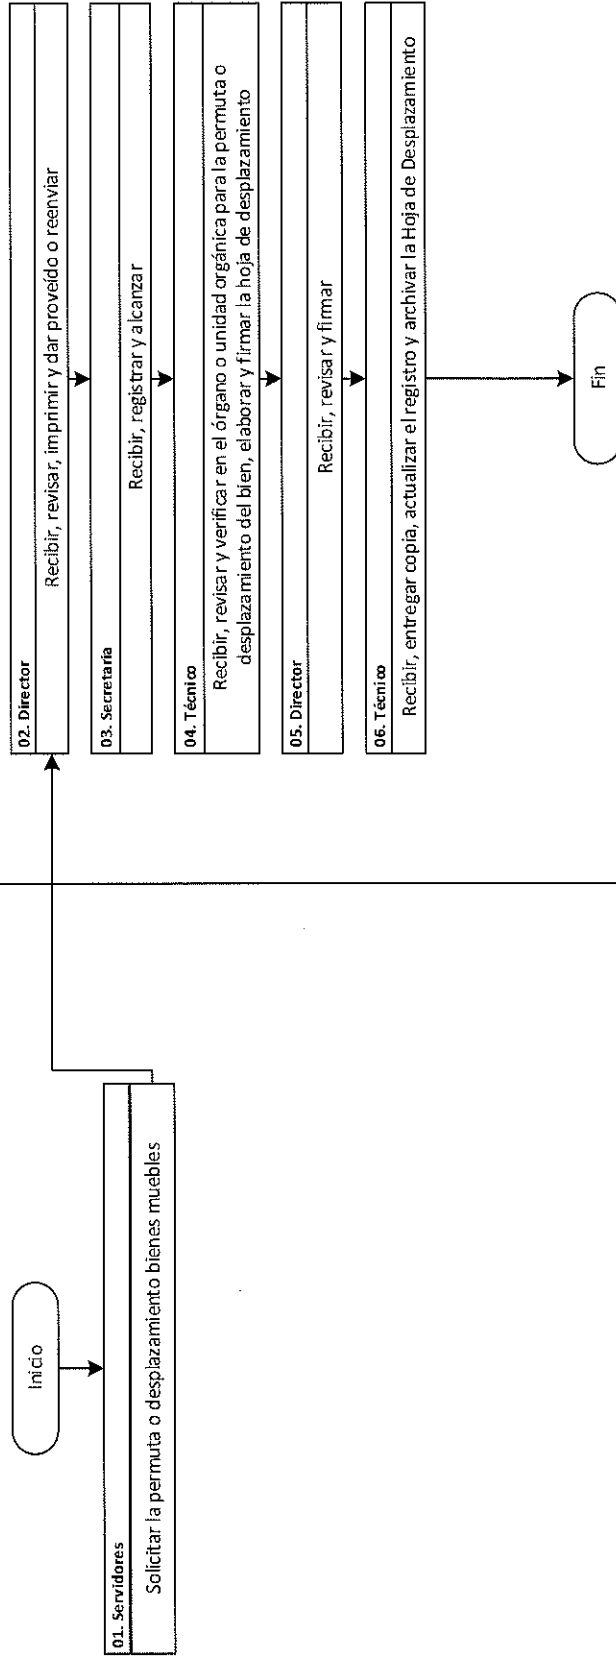 Inicio
01. Servidores
Solicitar la permuta o desplazamiento bienes muebles
02. Director
Recibir, revisar, imprimir y dar proveído o reenviar
03. Secretaria
Recibir, registrar y alcanzar
04. Técnico
Recibir, revisar y verificar en el órgano o unidad orgánica para la permuta o
desplazamiento del bien, elaborar y firmar la hoja de desplazamiento
05. Director
Recibir, revisar y firmar
06. Técnico
Recibir, entregar copia, actualizar el registro y archivar la Hoja de Desplazamiento
Fin